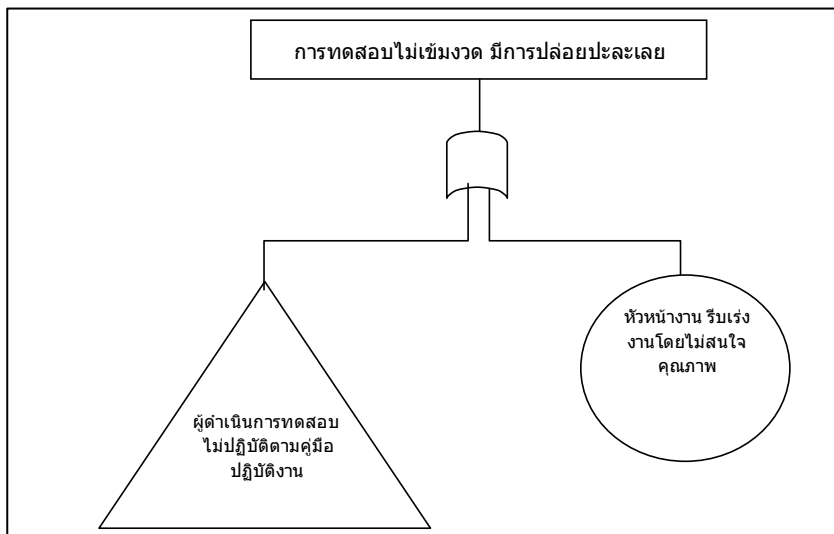 การทดสอบไม่เข้มงวด มีการปล่อยปะละเลย
หัวหน้างาน รีบเร่ง
งานโดยไม่สนใจ
คุณภาพ
ผู้ดำเนินการทดสอบ
ไม่ปฏิบัติตามคู่มือ
ปฏิบัติงาน